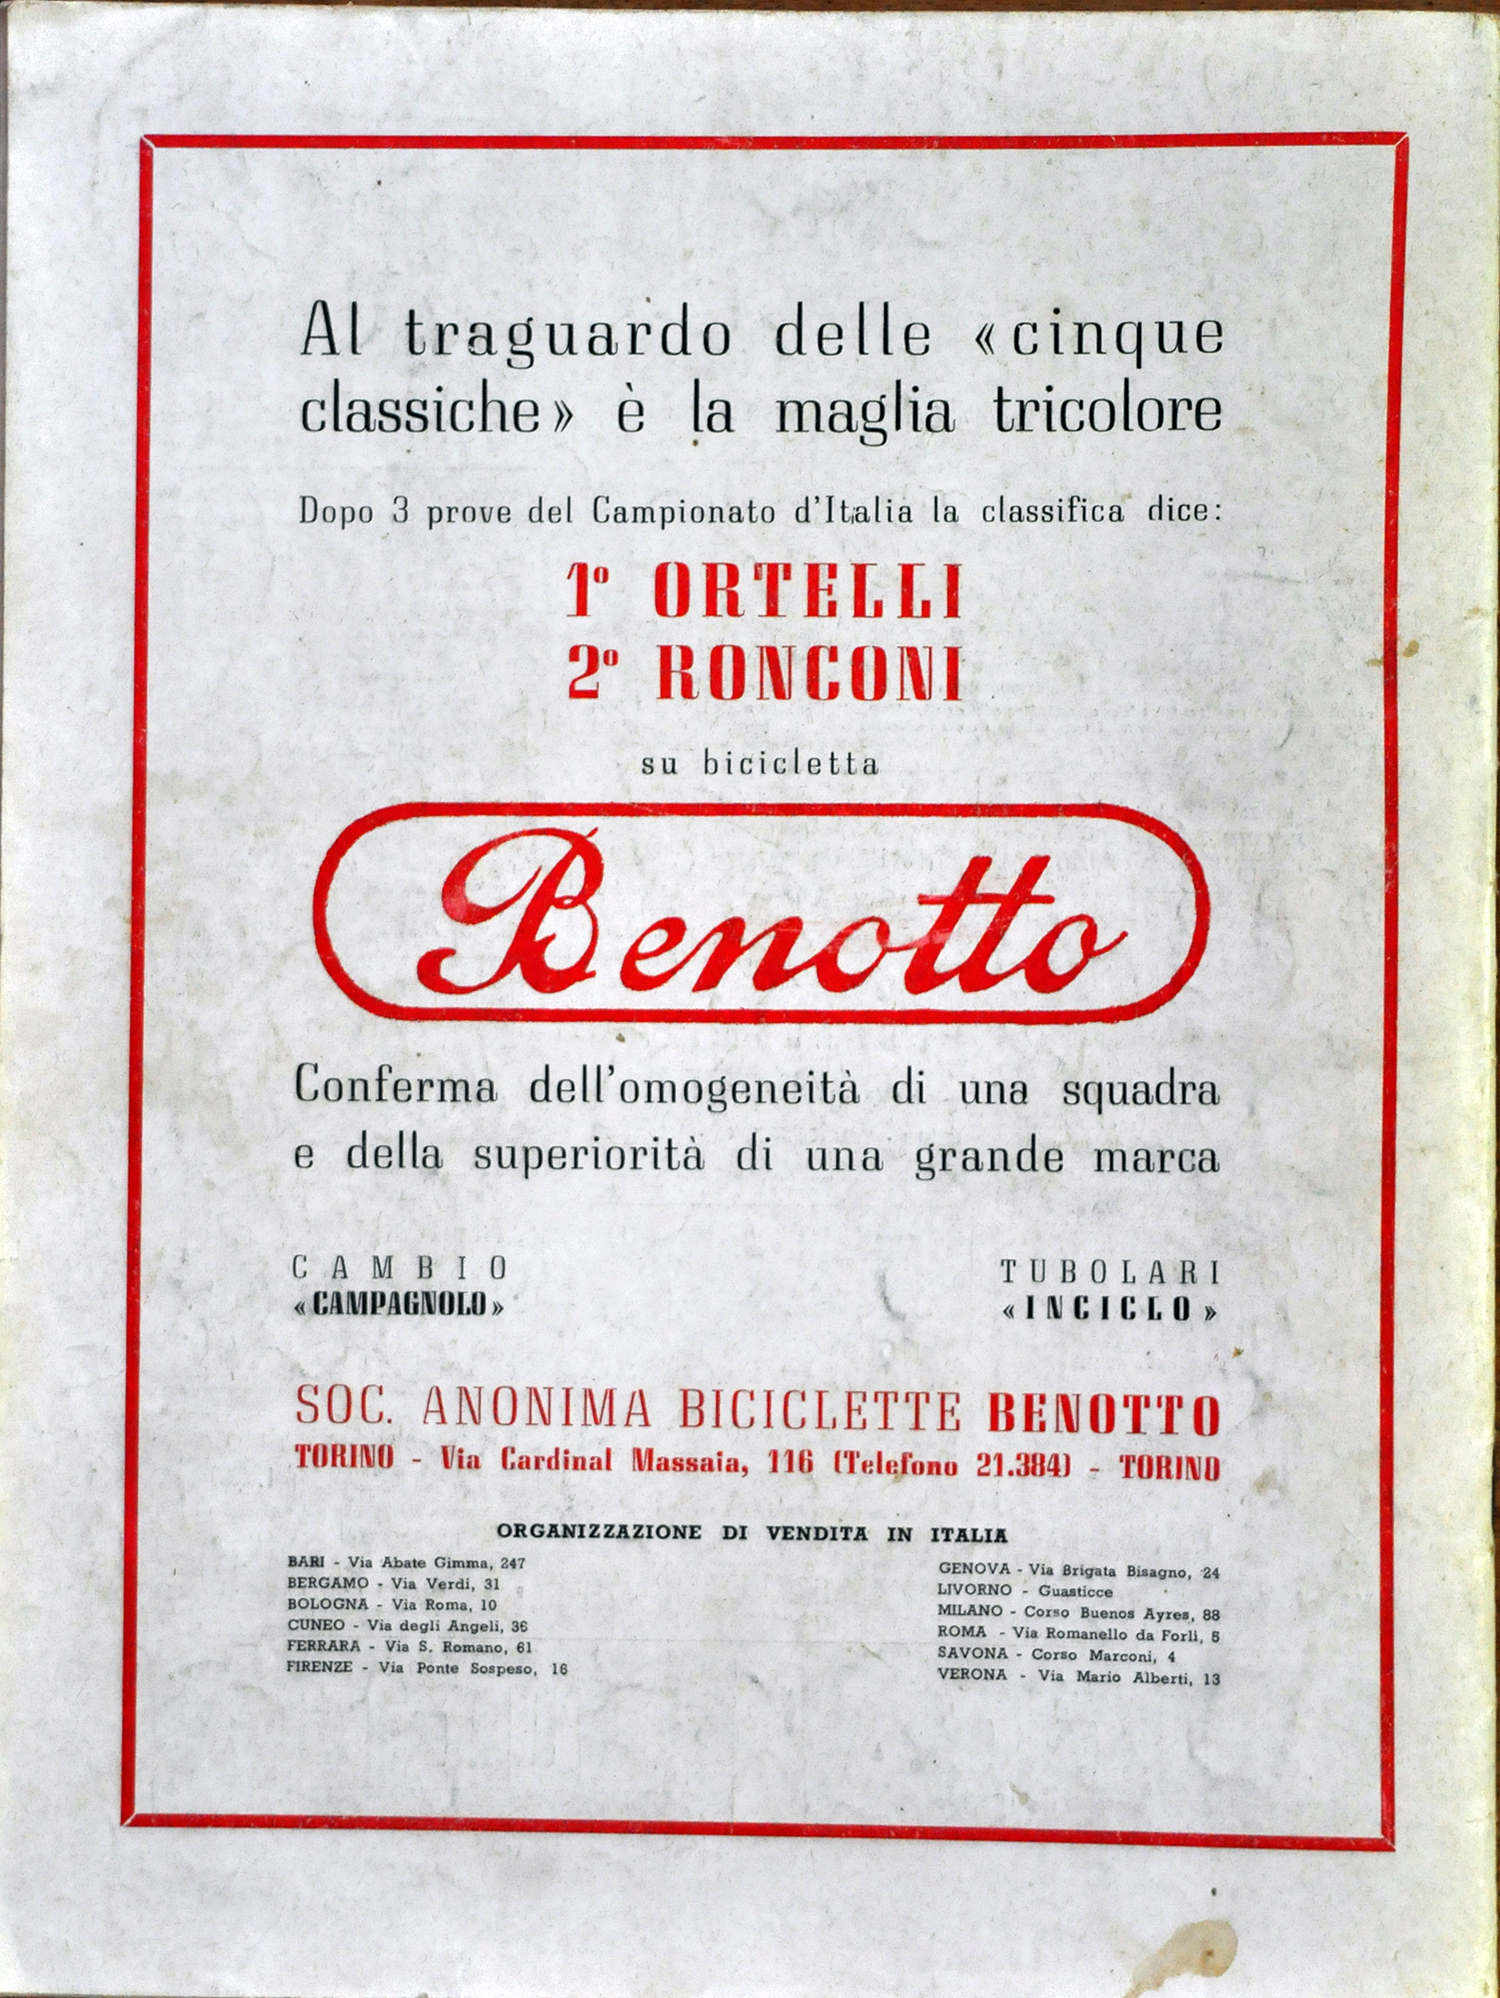 Al traguardo delle «cinque
classiche» è la maglia tricolore
Dopo 3 prove del Campionato d'Italia la classifica dice:
1º ORTELLI
2º RONCONI
su bicicletta
Benotto
Conferma dell'omogeneità di una squadra
e della superiorità di una grande marca
CAMBIO
«CAMPAGNOLO»
TUBOLARI
«INCICLO»
SOC. ANONIMA BICICLETTE BENOTTO
TORINO - Via Cardinal Massaia, 116 (Telefono 21.384) - TORINO
ORGANIZZAZIONE DI VENDITA IN ITALIA
BARI - Via Abate Gimma, 247
BERGAMO - Via Verdi, 31
BOLOGNA - Via Roma, 10
CUNEO - Via degli Angeli, 36
FERRARA - Via S. Romano, 61
FIRENZE - Via Ponte Sospeso, 16
GENOVA - Via Brigata Bisagno, 24
LIVORNO - Guasticce
MILANO - Corso Buenos Ayres, 88
ROMA - Via Romanello da Forlì, 5
SAVONA - Corso Marconi, 4
VERONA - Via Mario Alberti, 13